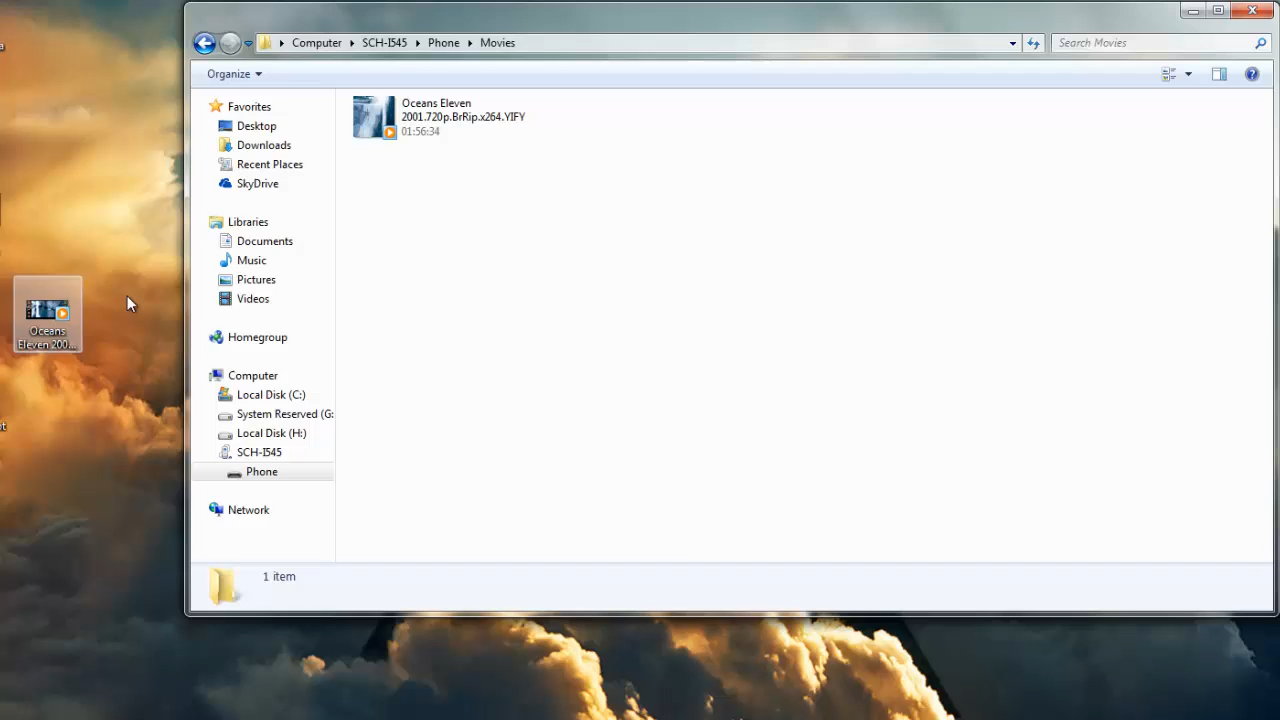 Computer SCH-I545 Phone Movies
Search Movies
Organize
Favorites
Desktop
Downloads
Recent Places
SkyDrive
Libraries
Documents
Music
Pictures
Videos
Homegroup
Computer
Local Disk (C:)
System Reserved (G:
Local Disk (H:)
SCH-I545
Phone
Network
Oceans Eleven
2001.720p.BrRip.x264.YIFY
01:56:34
1 item
Oceans
Eleven 200...